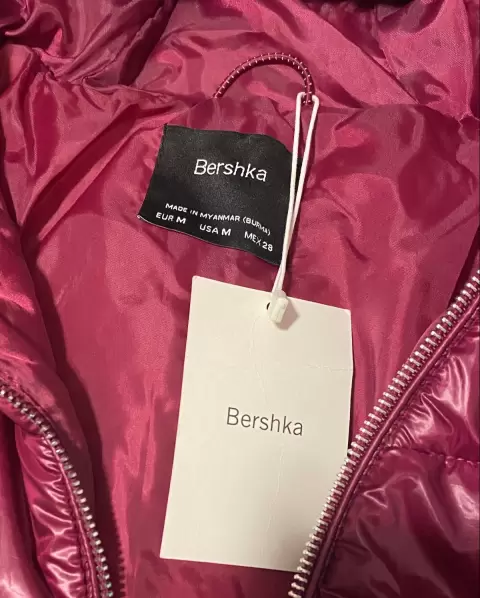 Bershka
MADE IN MYANMAR (BURMA)
EUR M USA M MEX 28
Bershka